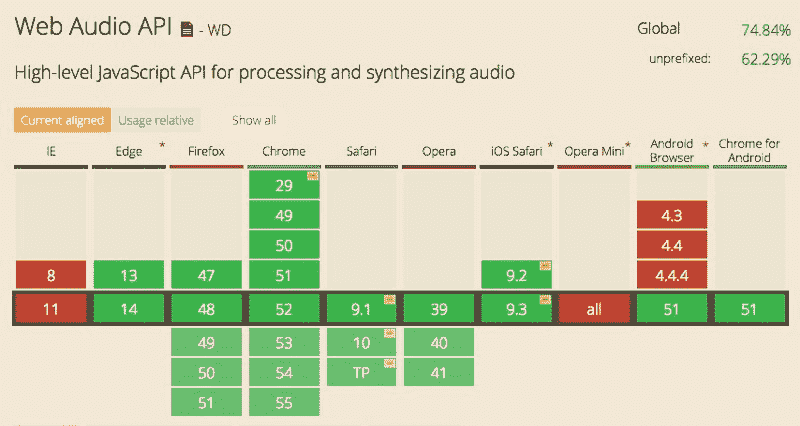 Web Audio API - WD
Global 74.84%
unprefixed: 62.29%
High-level JavaScript API for processing and synthesizing audio
Current aligned Usage relative Show all
IE Edge * Firefox Chrome Safari Opera iOS Safari * Opera Mini * Android Browser * Chrome for Android
29
49 4.3
50 4.4
8 13 47 51 9.2 4.4.4
11 14 48 52 9.1 39 9.3 all 51 51
49 53 10 40
50 54 TP 41
51 55